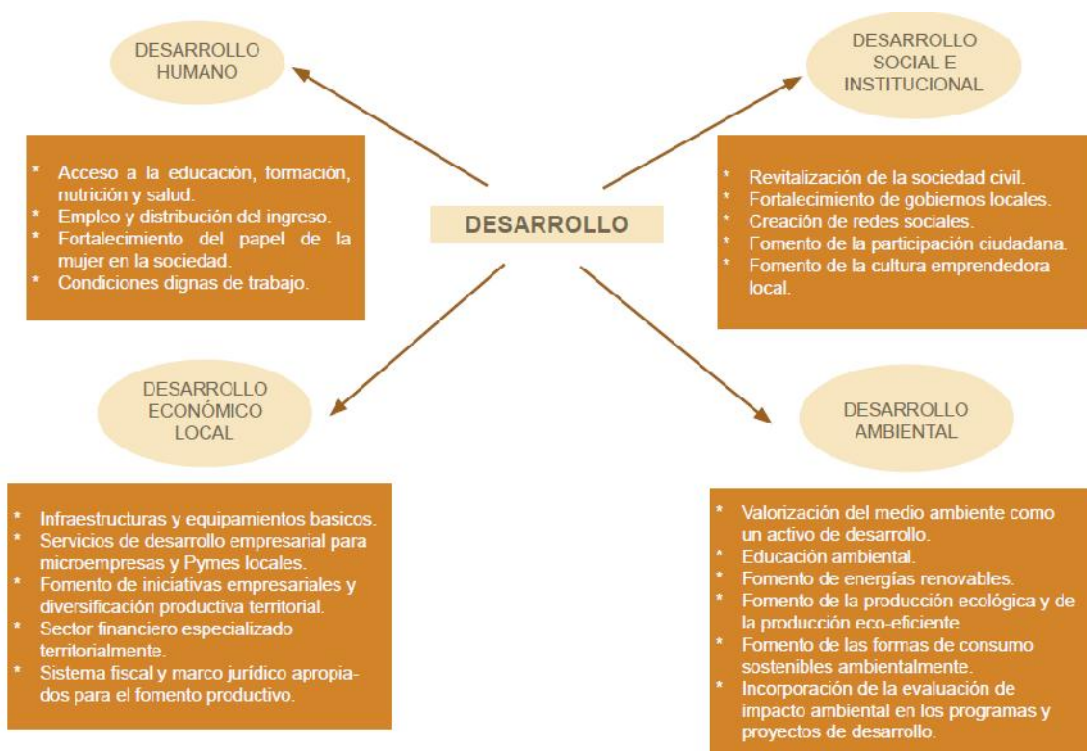 DESARROLLO
HUMANO
* Acceso a la educación, formación,
nutrición y salud.
* Empleo y distribución del ingreso.
* Fortalecimiento del papel de la
mujer en la sociedad.
* Condiciones dignas de trabajo.
DESARROLLO
SOCIAL E
INSTITUCIONAL
* Revitalización de la sociedad civil.
* Fortalecimiento de gobiernos locales.
* Creación de redes sociales.
* Fomento de la participación ciudadana.
* Fomento de la cultura emprendedora
local.
DESARROLLO
DESARROLLO
ECONÓMICO
LOCAL
* Infraestructuras y equipamientos basicos.
* Servicios de desarrollo empresarial para
microempresas y Pymes locales.
* Fomento de iniciativas empresariales y
diversificación productiva territorial.
* Sector financiero especializado
territorialmente.
* Sistema fiscal y marco jurídico apropia-
dos para el fomento productivo.
DESARROLLO
AMBIENTAL
* Valorización del medio ambiente como
un activo de desarrollo.
* Educación ambiental.
* Fomento de energías renovables.
* Fomento de la producción ecológica y de
la producción eco-eficiente
* Fomento de las formas de consumo
sostenibles ambientalmente.
* Incorporación de la evaluación de
impacto ambiental en los programas y
proyectos de desarrollo.